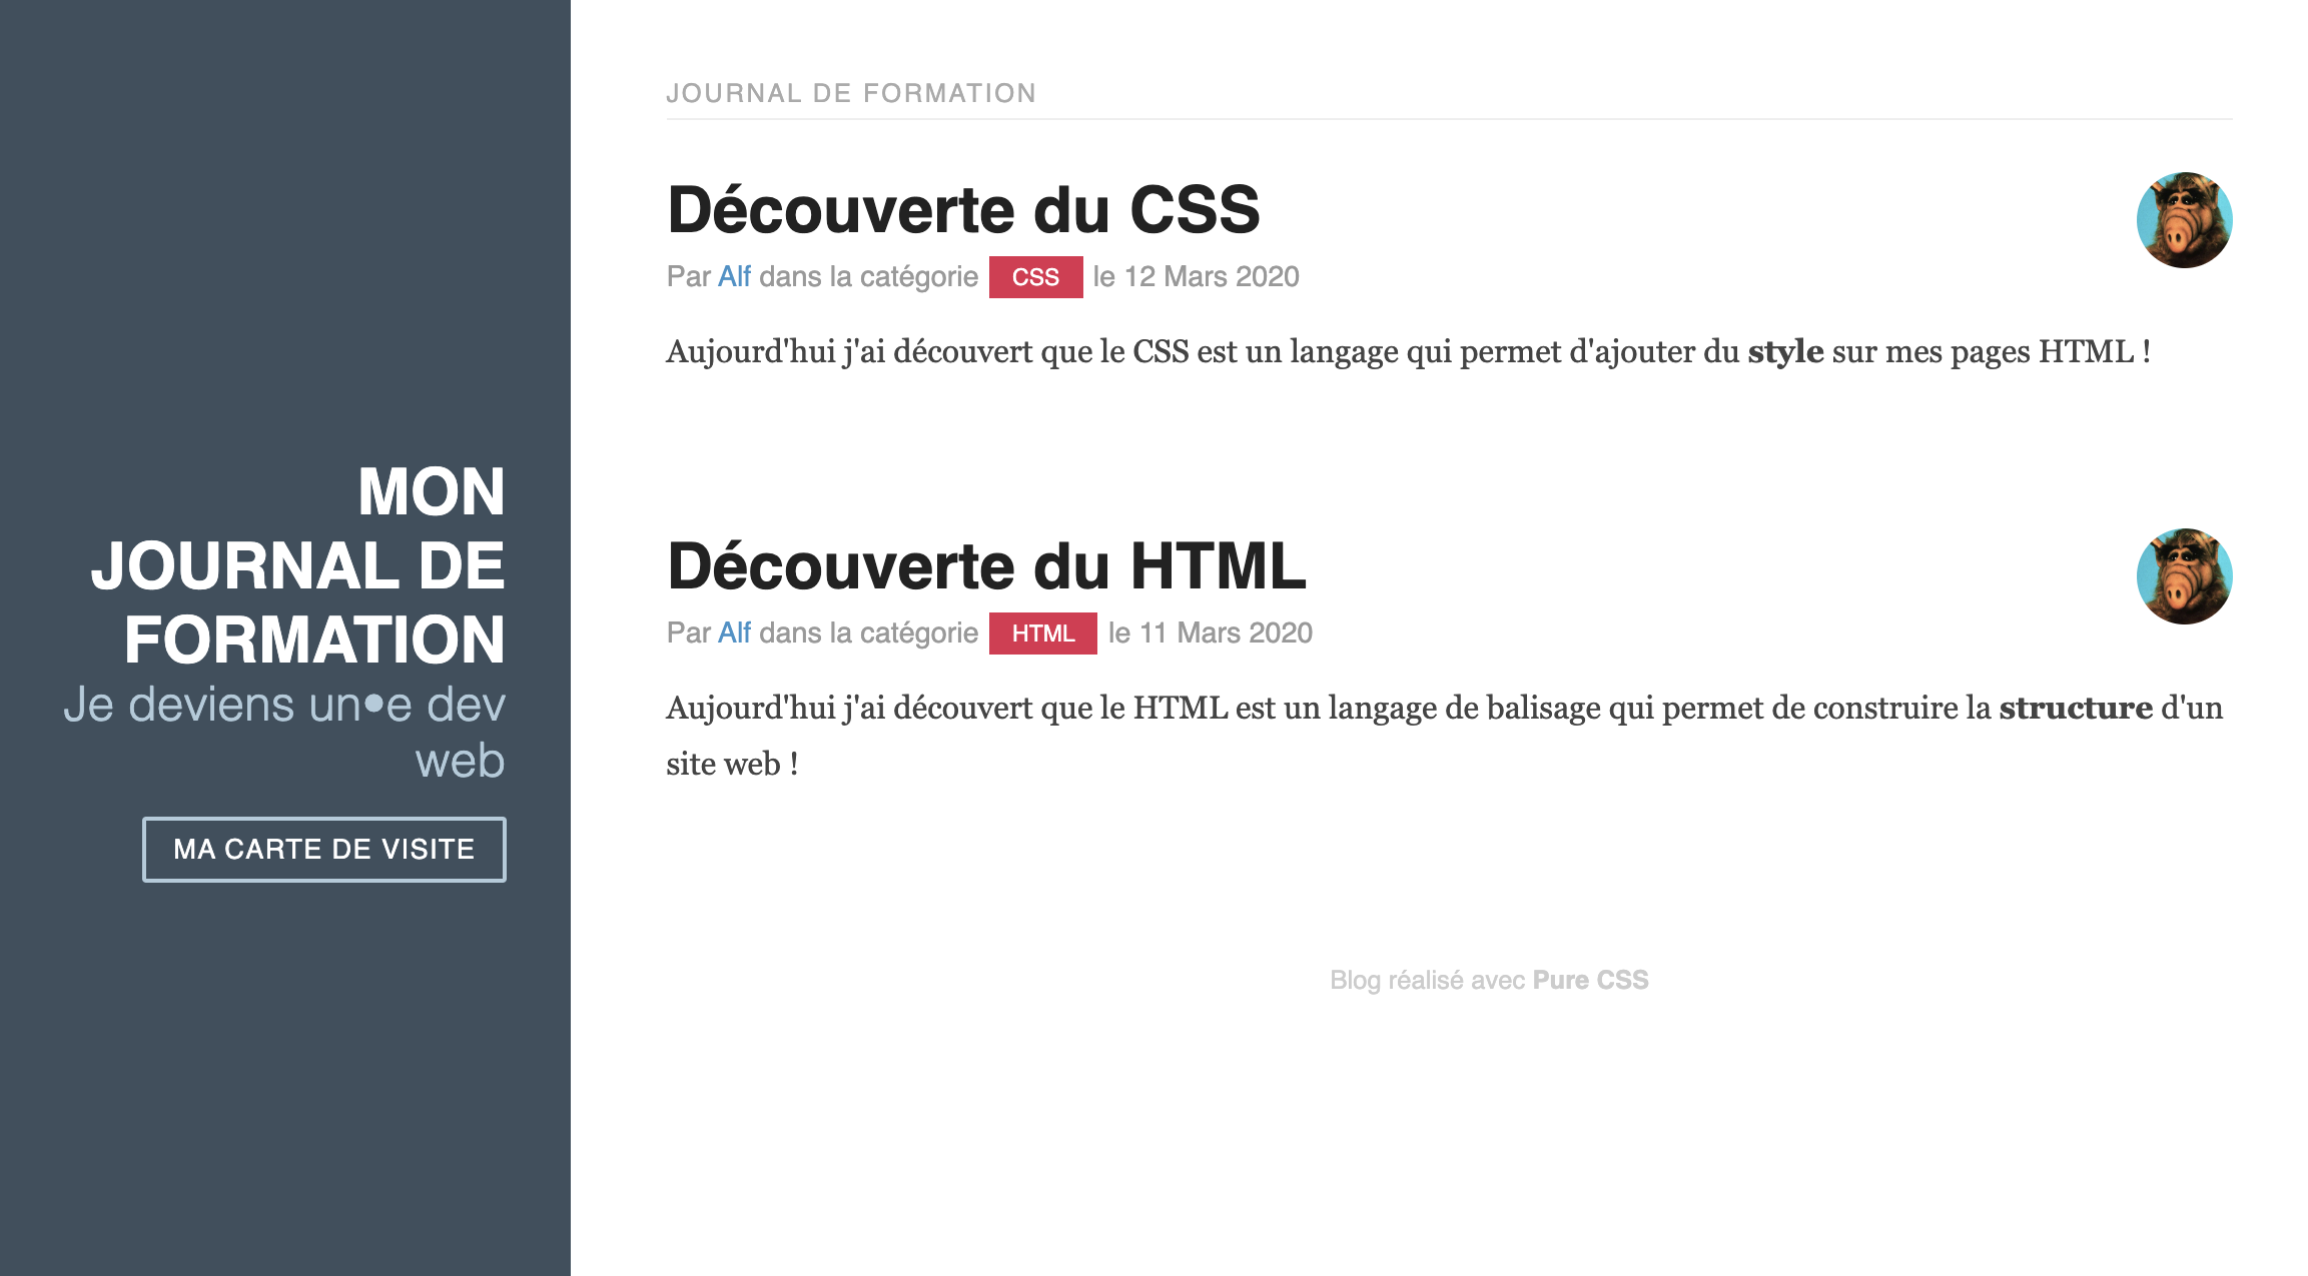 MON
JOURNAL DE
FORMATION
Je deviens un•e dev
web
MA CARTE DE VISITE
JOURNAL DE FORMATION
Découverte du CSS
Par Alf dans la catégorie CSS le 12 Mars 2020
Aujourd'hui j'ai découvert que le CSS est un langage qui permet d'ajouter du style sur mes pages HTML !
Découverte du HTML
Par Alf dans la catégorie HTML le 11 Mars 2020
Aujourd'hui j'ai découvert que le HTML est un langage de balisage qui permet de construire la structure d'un
site web !
Blog réalisé avec Pure CSS